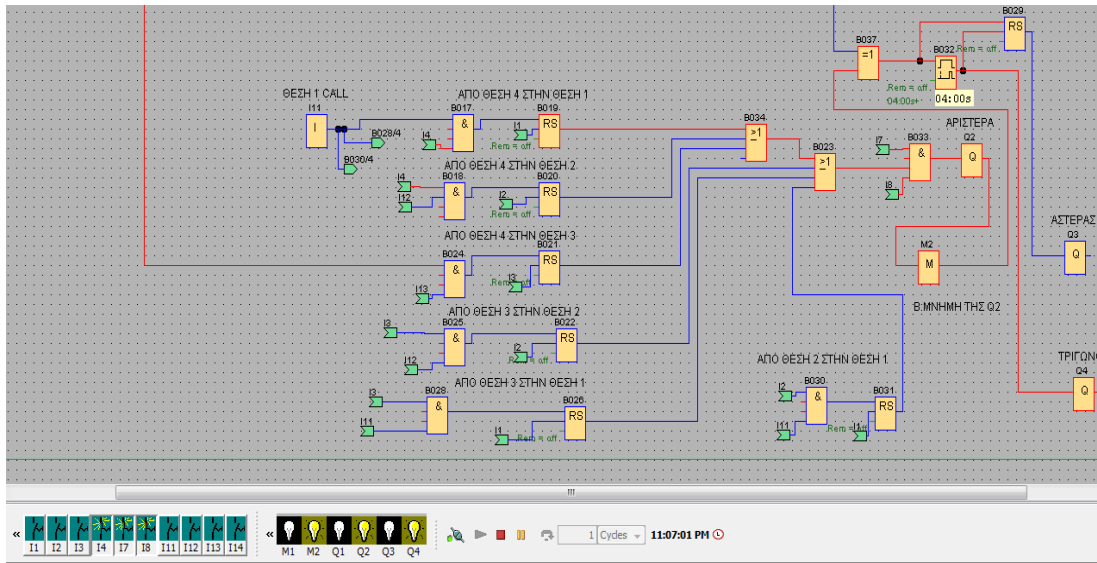 B029
RS
B037
=1
B032
Rem = off
Rem = off
04:00s+
04:00s
ΘΕΣΗ 1 CALL
I11
I
B028/4
B030/4
ΑΠΟ ΘΕΣΗ 4 ΣΤΗΝ ΘΕΣΗ 1
B017
&
I4
B019
RS
I1
Rem = off
B034
>1
B023
>1
ΑΡΙΣΤΕΡΑ
I7
B033
&
I8
Q2
Q
ΑΠΟ ΘΕΣΗ 4 ΣΤΗΝ ΘΕΣΗ 2
I4
I12
B018
&
B020
RS
I2
Rem = off
ΑΣΤΕΡΑΣ
Q3
Q
ΑΠΟ ΘΕΣΗ 4 ΣΤΗΝ ΘΕΣΗ 3
B024
&
I13
B021
RS
I3
Rem = off
M2
M
Β:ΜΝΗΜΗ ΤΗΣ Q2
ΑΠΟ ΘΕΣΗ 3 ΣΤΗΝ ΘΕΣΗ 2
I3
I12
B025
&
B022
RS
I2
Rem = off
ΑΠΟ ΘΕΣΗ 2 ΣΤΗΝ ΘΕΣΗ 1
I2
I11
B030
&
B031
RS
I1
Rem = off
ΤΡΙΓΩΝΟ
Q4
Q
ΑΠΟ ΘΕΣΗ 3 ΣΤΗΝ ΘΕΣΗ 1
I3
I11
B028
&
B026
RS
I1
Rem = off
« I1 I2 I3 I4 I7 I8 I11 I12 I13 I14 « M1 M2 Q1 Q2 Q3 Q4 1 Cycles 11:07:01 PM